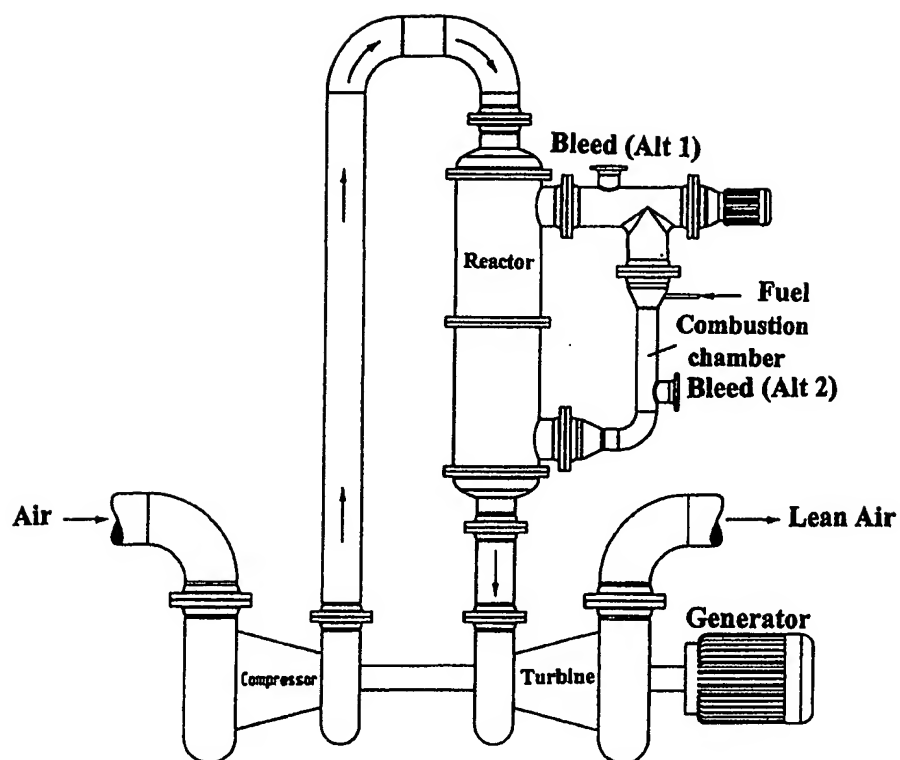 Bleed (Alt 1)
Reactor
Fuel
Combustion
chamber
Bleed (Alt 2)
Air
Lean Air
Generator
Compressor
Turbine